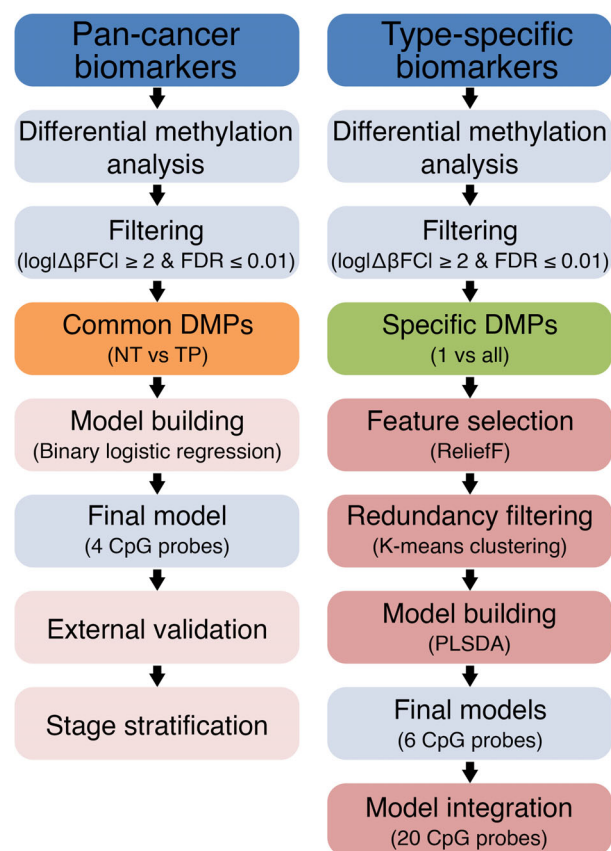 Pan-cancer
biomarkers
Differential methylation
analysis
Filtering
(log|ΔβFC| ≥ 2 & FDR ≤ 0.01)
Common DMPs
(NT vs TP)
Model building
(Binary logistic regression)
Final model
(4 CpG probes)
External validation
Stage stratification
Type-specific
biomarkers
Differential methylation
analysis
Filtering
(log|ΔβFC| ≥ 2 & FDR ≤ 0.01)
Specific DMPs
(1 vs all)
Feature selection
(ReliefF)
Redundancy filtering
(K-means clustering)
Model building
(PLSDA)
Final models
(6 CpG probes)
Model integration
(20 CpG probes)